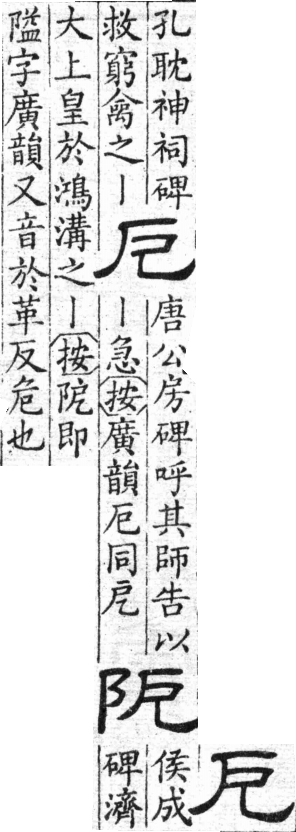 戹
孔耽神祠碑
救窮禽之丨
厄
唐公房碑呼其師告以
丨急按廣韻厄同戹
阨
侯成
碑濟
大上皇於鴻溝之丨按阨即
隘字廣韻又音於革反危也